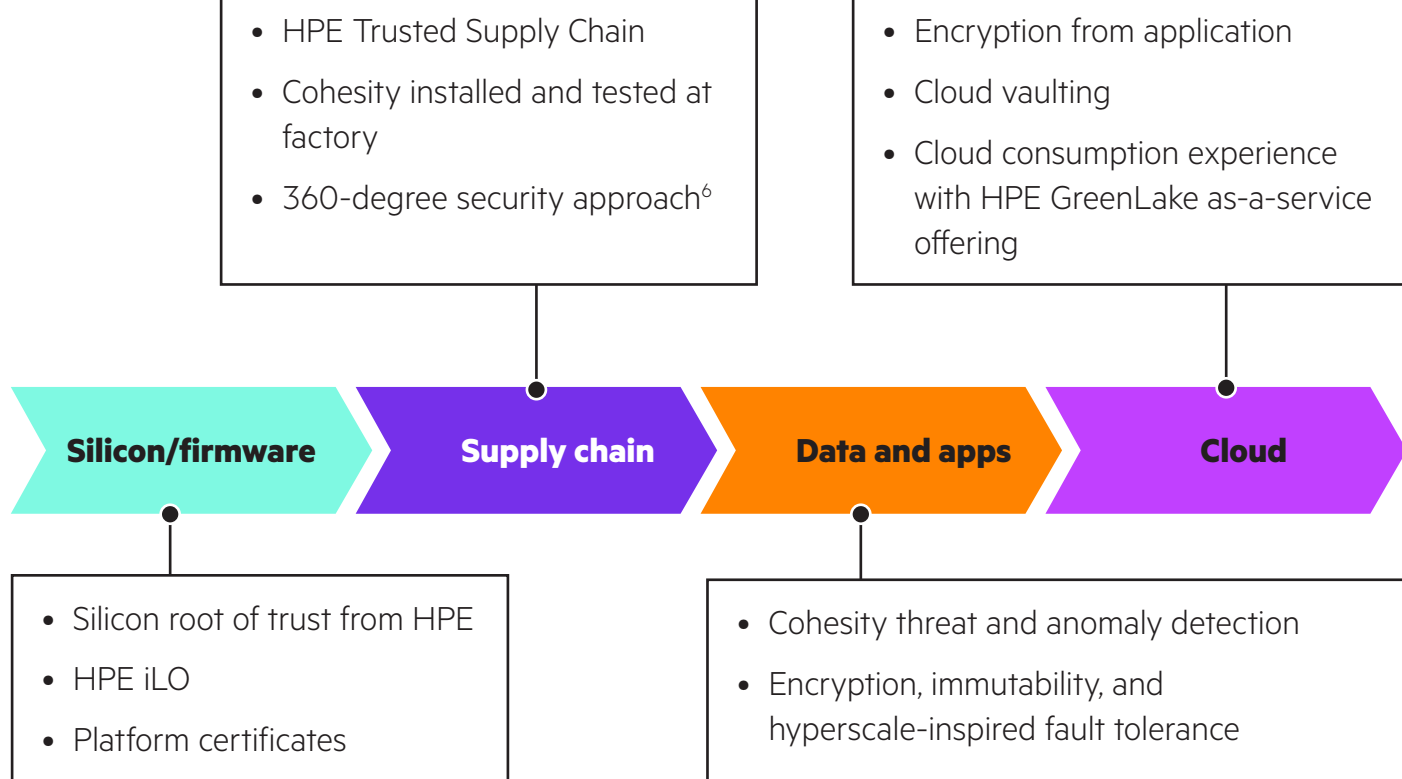 • HPE Trusted Supply Chain
• Cohesity installed and tested at
factory
• 360-degree security approach⁶
• Encryption from application
• Cloud vaulting
• Cloud consumption experience
with HPE GreenLake as-a-service
offering
Silicon/firmware
Supply chain
Data and apps
Cloud
• Silicon root of trust from HPE
• HPE iLO
• Platform certificates
• Cohesity threat and anomaly detection
• Encryption, immutability, and
hyperscale-inspired fault tolerance